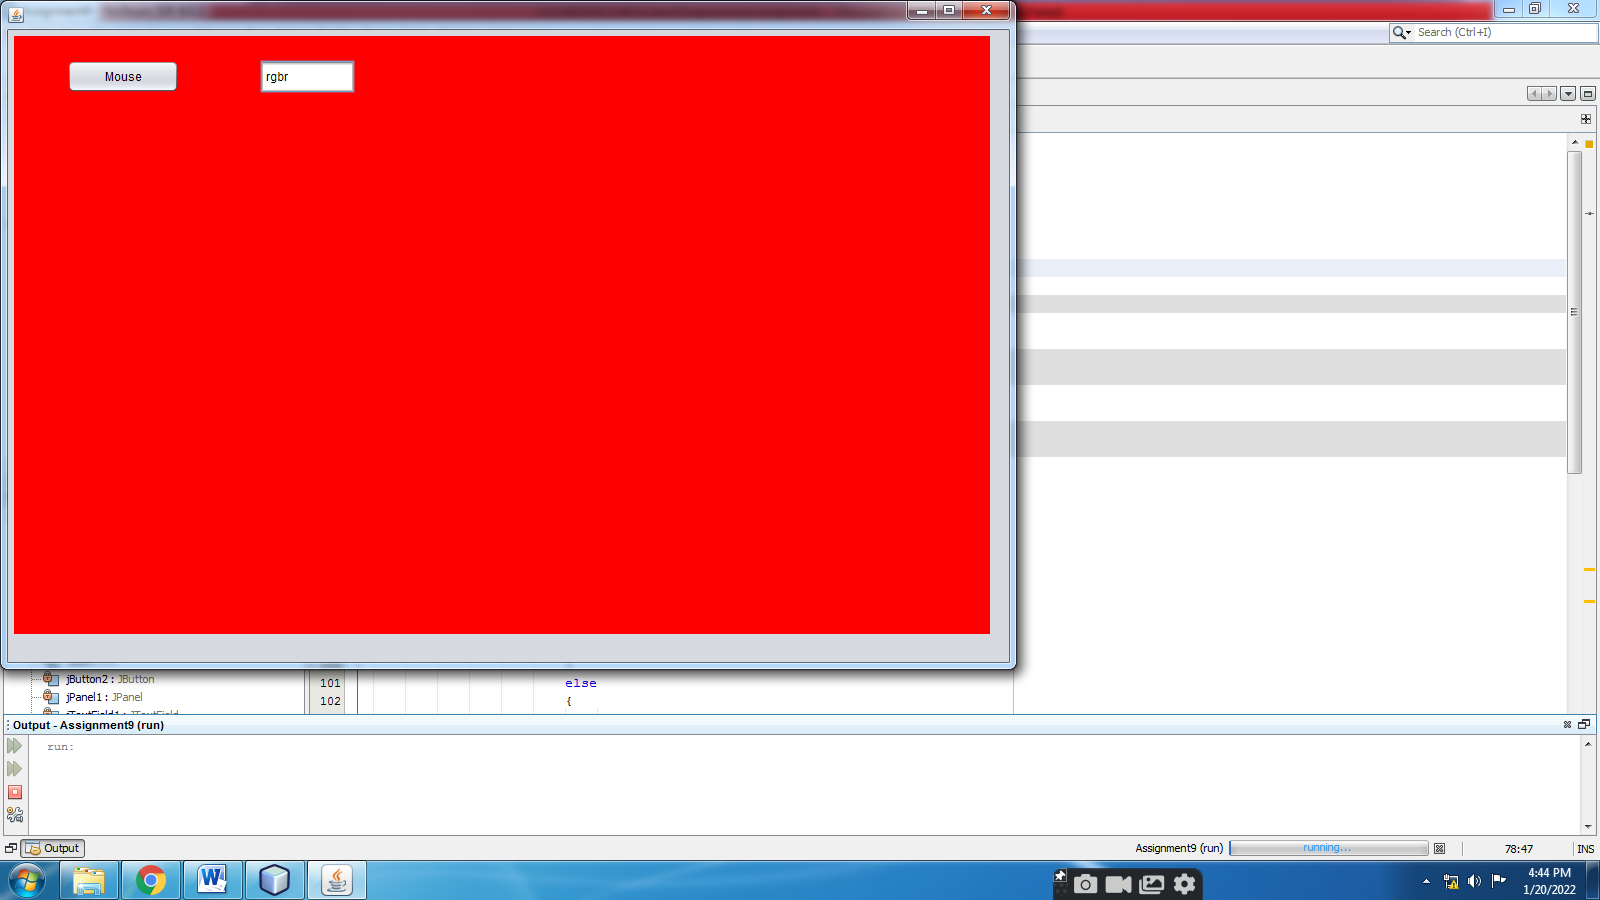 Search (Ctrl+I)
Mouse
rgbr
jButton2 : JButton
jPanel1 : JPanel
101
else
102
{
Output - Assignment9 (run)
run:
Output
Assignment9 (run)
running...
78:47
INS
4:44 PM
1/20/2022